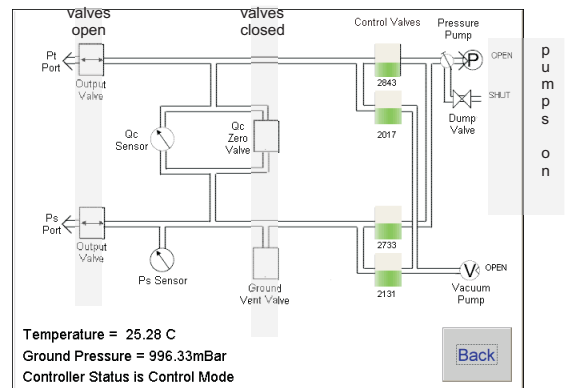 valves
open
valves
closed
Control Valves
Pressure
Pump
Pt
Port
Output
Valve
2843
P
OPEN
SHUT
Dump
Valve
2017
Qc
Sensor
Qc
Zero
Valve
pumps on
Ps
Port
Output
Valve
Ps Sensor
Ground
Vent Valve
2733
2131
V
OPEN
Vacuum
Pump
Temperature = 25.28 C
Ground Pressure = 996.33mBar
Controller Status is Control Mode
Back